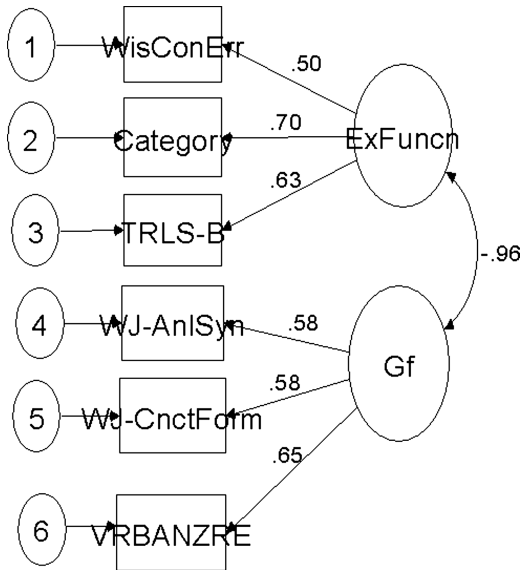 1
WisConErr
.50
2
Category
.70
ExFuncn
3
TRLS-B
.63
-.96
4
WJ-AnlSyn
.58
Gf
5
WJ-CnctForm
.58
6
VRBANZRE
.65